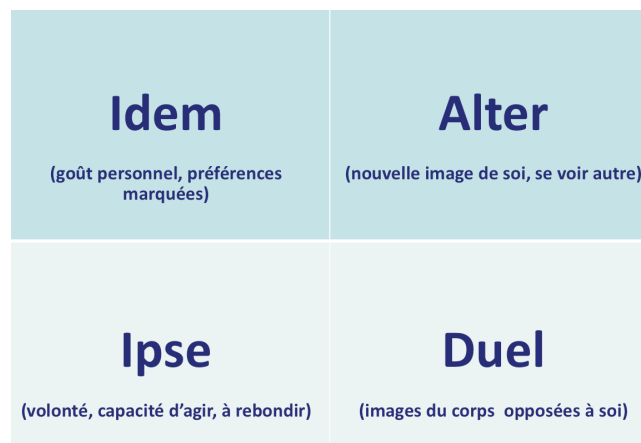 Idem
(goût personnel, préférences
marquées)
Alter
(nouvelle image de soi, se voir autre)
Ipse
(volonté, capacité d'agir, à rebondir)
Duel
(images du corps opposées à soi)